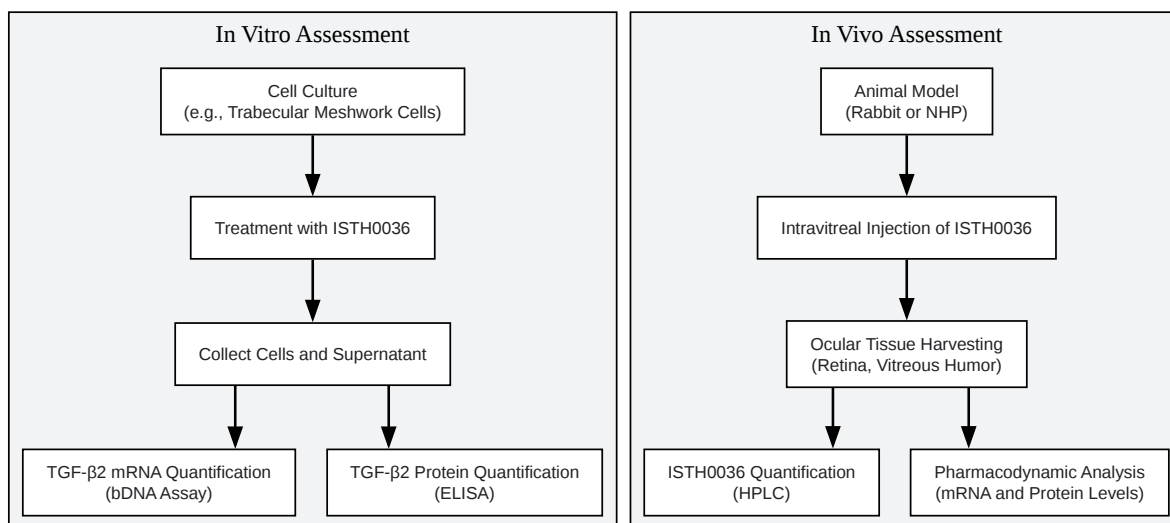 In Vitro Assessment
Cell Culture
(e.g., Trabecular Meshwork Cells)
Treatment with ISTH0036
Collect Cells and Supernatant
TGF-β2 mRNA Quantification
(bDNA Assay)
TGF-β2 Protein Quantification
(ELISA)
In Vivo Assessment
Animal Model
(Rabbit or NHP)
Intravitreal Injection of ISTH0036
Ocular Tissue Harvesting
(Retina, Vitreous Humor)
ISTH0036 Quantification
(HPLC)
Pharmacodynamic Analysis
(mRNA and Protein Levels)